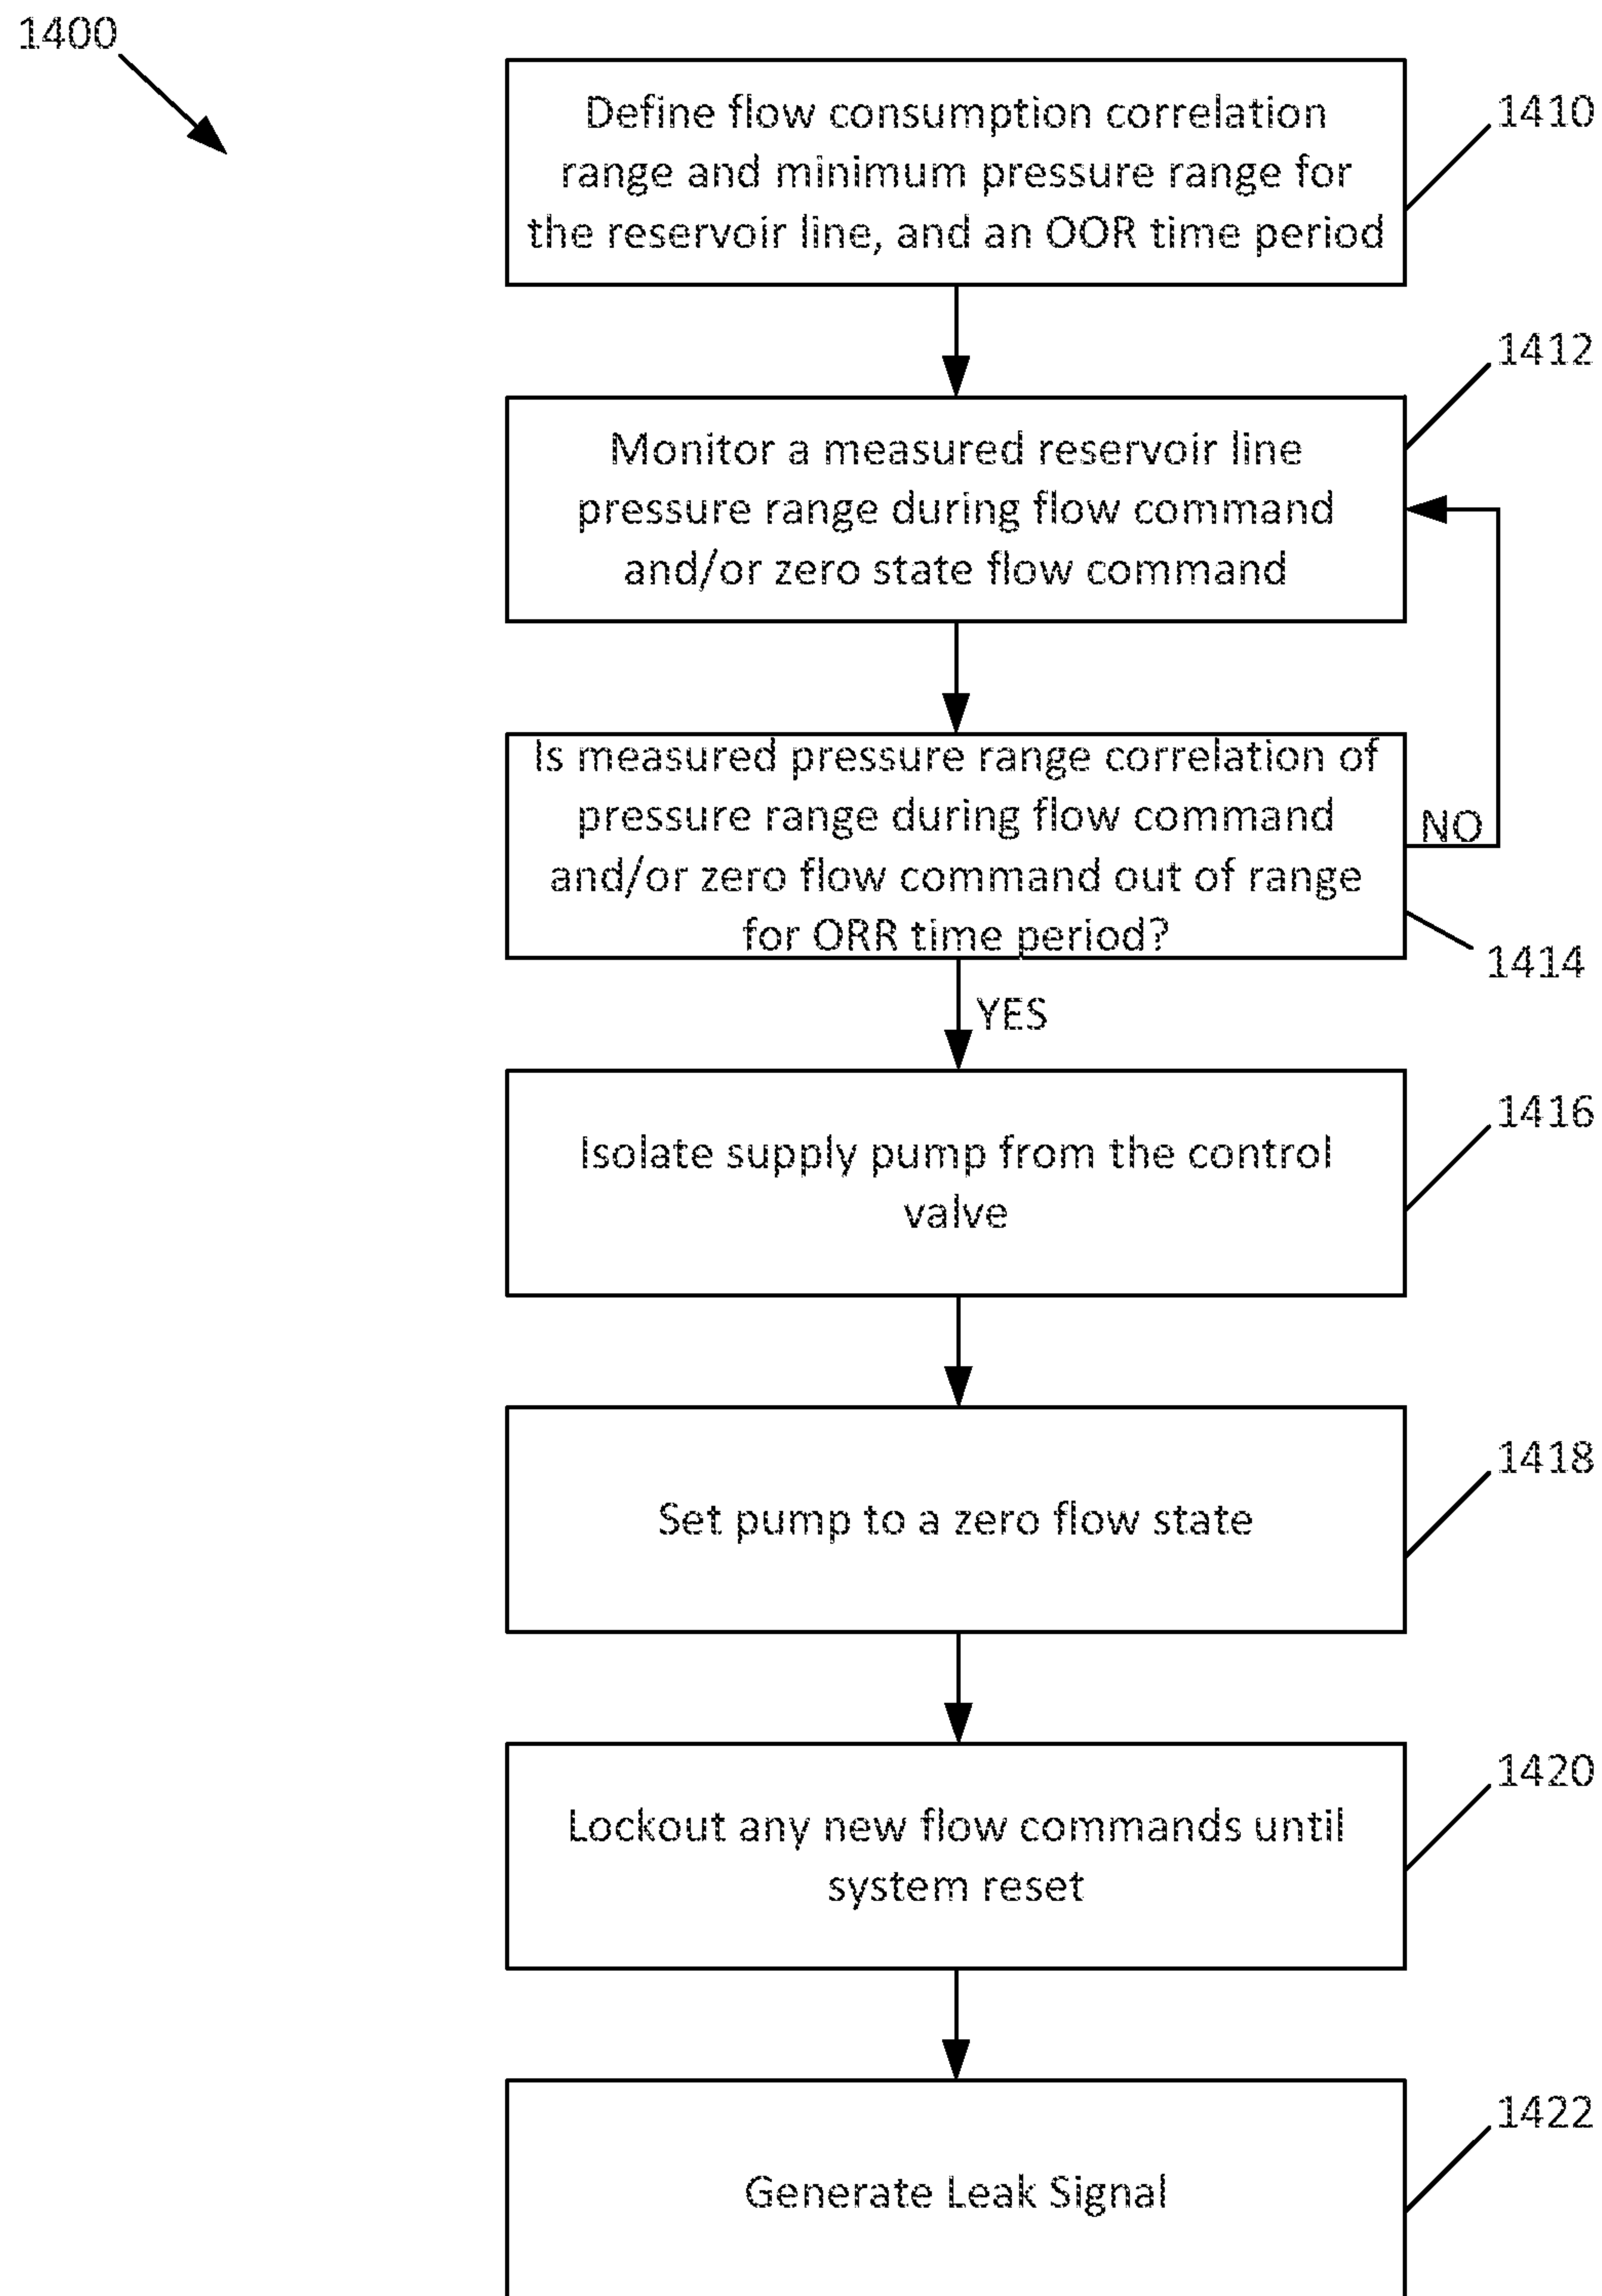 1400
Define flow consumption correlation
range and minimum pressure range for
the reservoir line, and an OOR time period
1410
Monitor a measured reservoir line
pressure range during flow command
and/or zero state flow command
1412
Is measured pressure range correlation of
pressure range during flow command
and/or zero flow command out of range
for ORR time period?
NO
1414
YES
Isolate supply pump from the control
valve
1416
Set pump to a zero flow state
1418
Lockout any new flow commands until
system reset
1420
Generate Leak Signal
1422